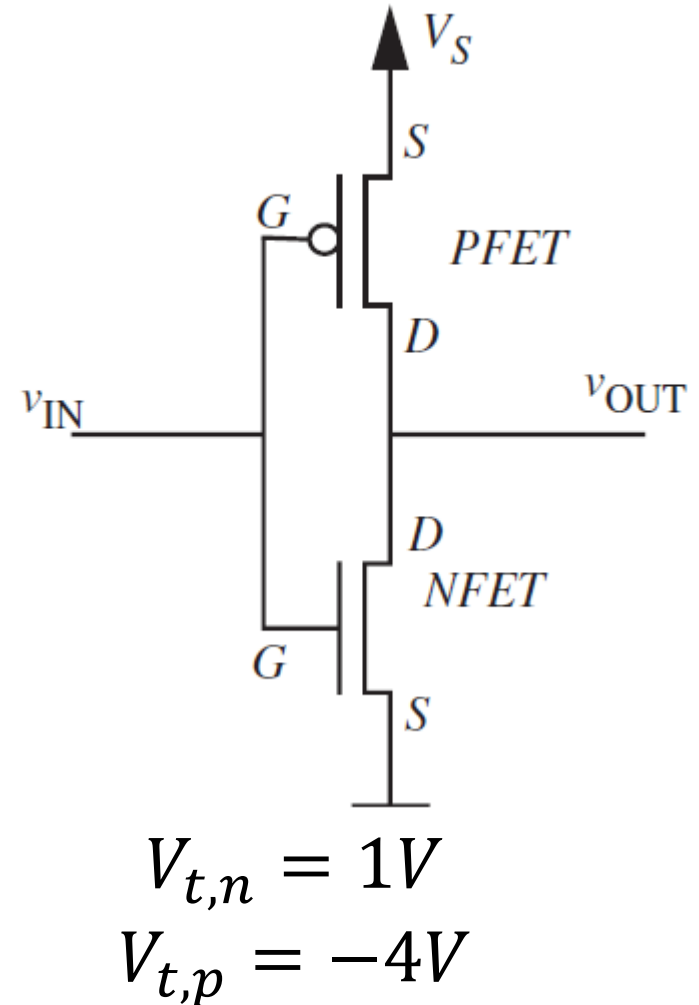 V_S
S
G
PFET
D
v_IN
v_OUT
D
NFET
G
S
V_{t,n} = 1V
V_{t,p} = −4V